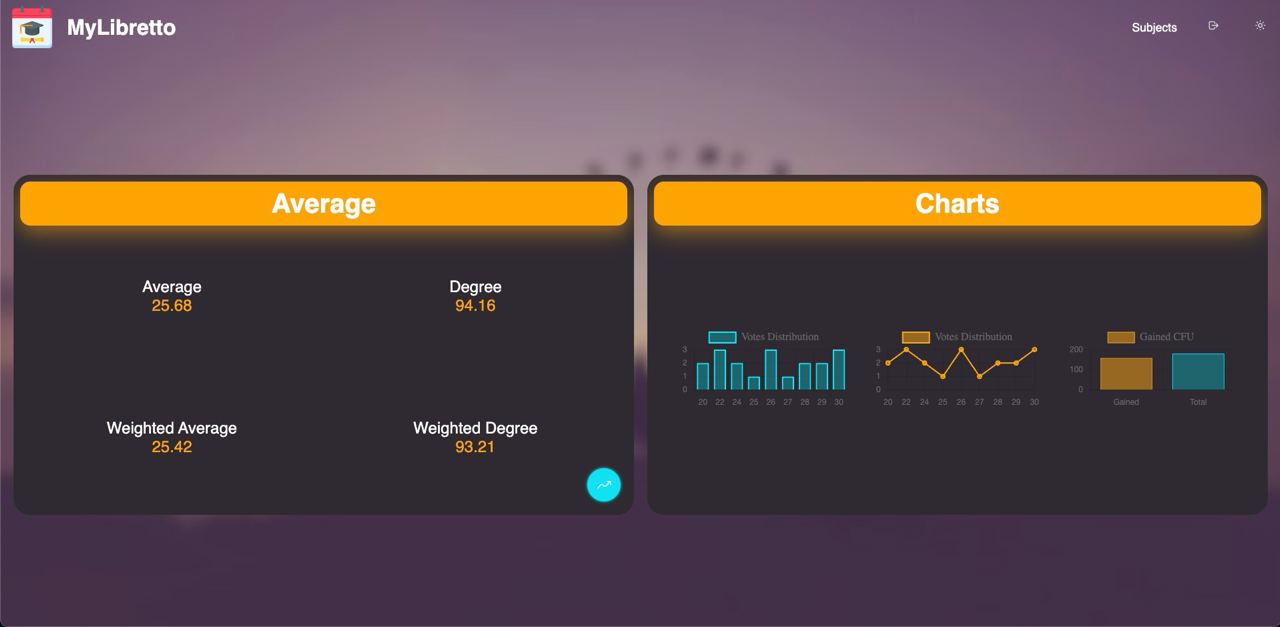 MyLibretto
Subjects
Average
Average
25.68
Degree
94.16
Weighted Average
25.42
Weighted Degree
93.21
Charts
Votes Distribution
3
2
1
0
20 22 24 25 26 27 28 29 30
Votes Distribution
3
2
1
0
20 22 24 25 26 27 28 29 30
Gained CFU
200
100
0
Gained Total